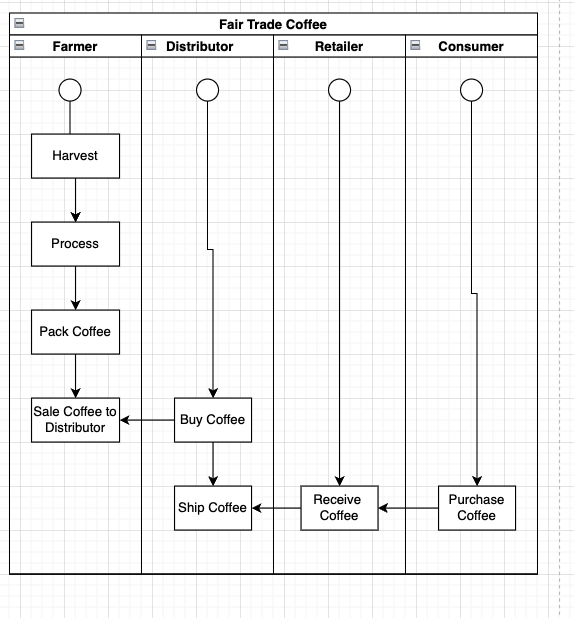 Fair Trade Coffee
Farmer
Distributor
Retailer
Consumer
Harvest
Process
Pack Coffee
Sale Coffee to
Distributor
Buy Coffee
Ship Coffee
Receive
Coffee
Purchase
Coffee